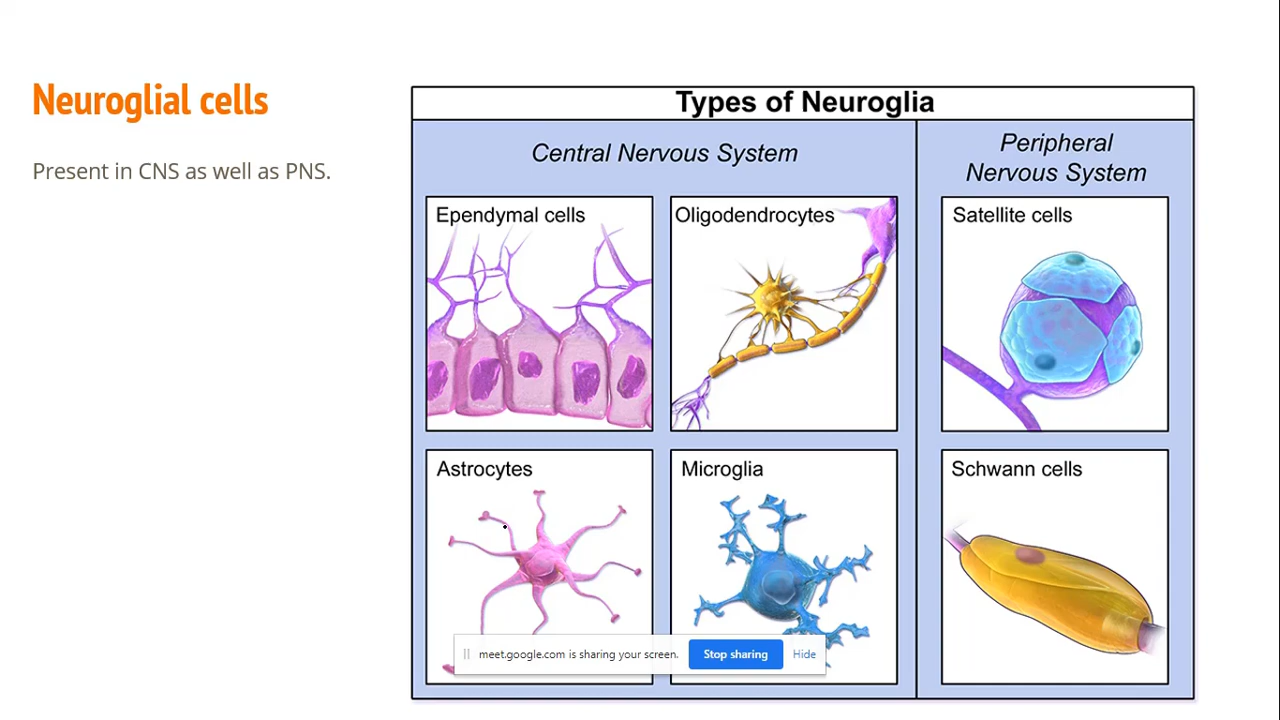 Neuroglial cells
Present in CNS as well as PNS.
Types of Neuroglia
Central Nervous System
Peripheral
Nervous System
Ependymal cells
Oligodendrocytes
Satellite cells
Astrocytes
Microglia
Schwann cells
meet.google.com is sharing your screen.
Stop sharing
Hide